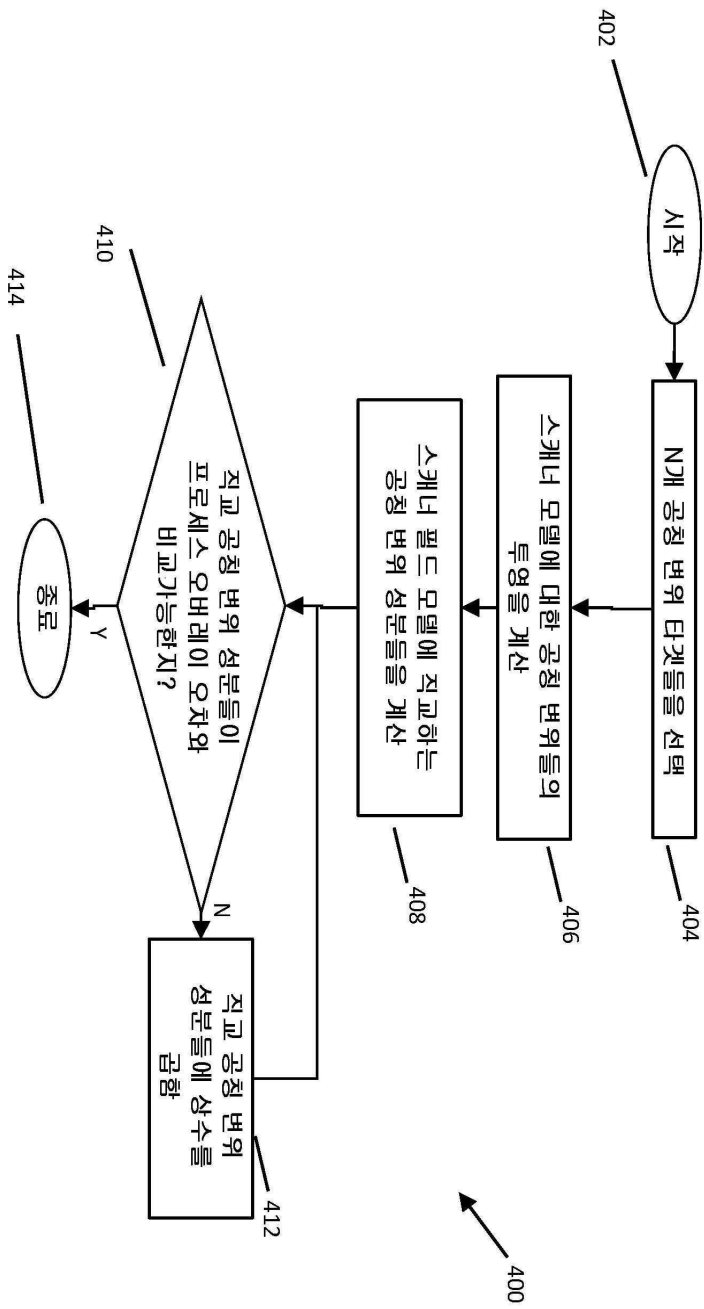 402
시작
N개 공칭 변위 타겟들을 선택
404
스캐너 모델에 대한 공칭 변위들의
투영을 계산
406
스캐너 필드 모델에 직교하는
공칭 변위 성분들을 계산
408
410
직교 공칭 변위 성분들이
프로세스 오버레이 오차와
비교가능한지?
N
직교 공칭 변위
성분들에 상수를
곱함
412
Y
종료
414
400